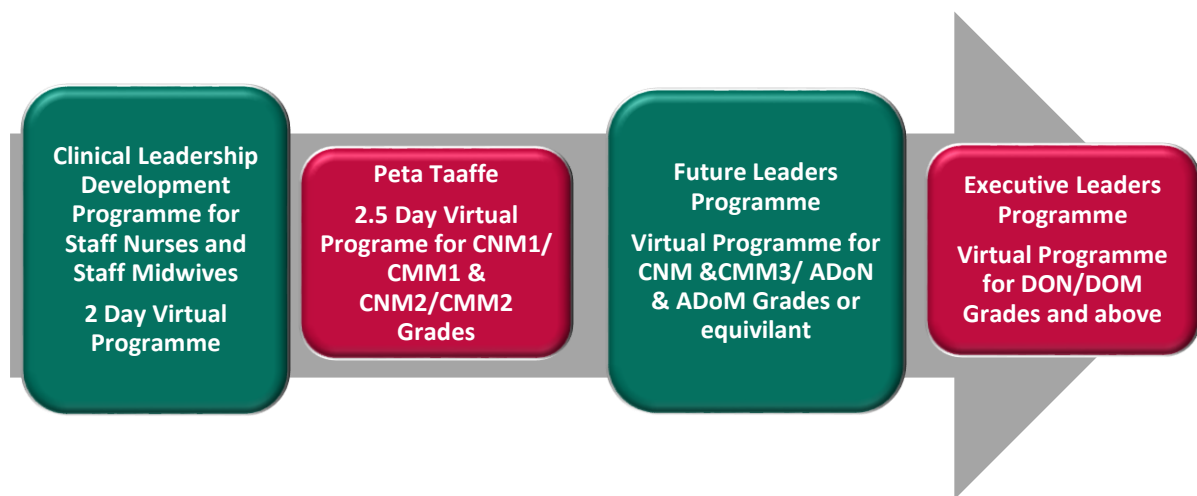 Clinical Leadership
Development
Programme for
Staff Nurses and
Staff Midwives
2 Day Virtual
Programme
Peta Taaffe
2.5 Day Virtual
Programe for CNM1/
CMM1 &
CNM2/CMM2
Grades
Future Leaders
Programme
Virtual Programme for
CNM &CMM3/ ADoN
& ADoM Grades or
equivilant
Executive Leaders
Programme
Virtual Programme
for DON/DOM
Grades and above